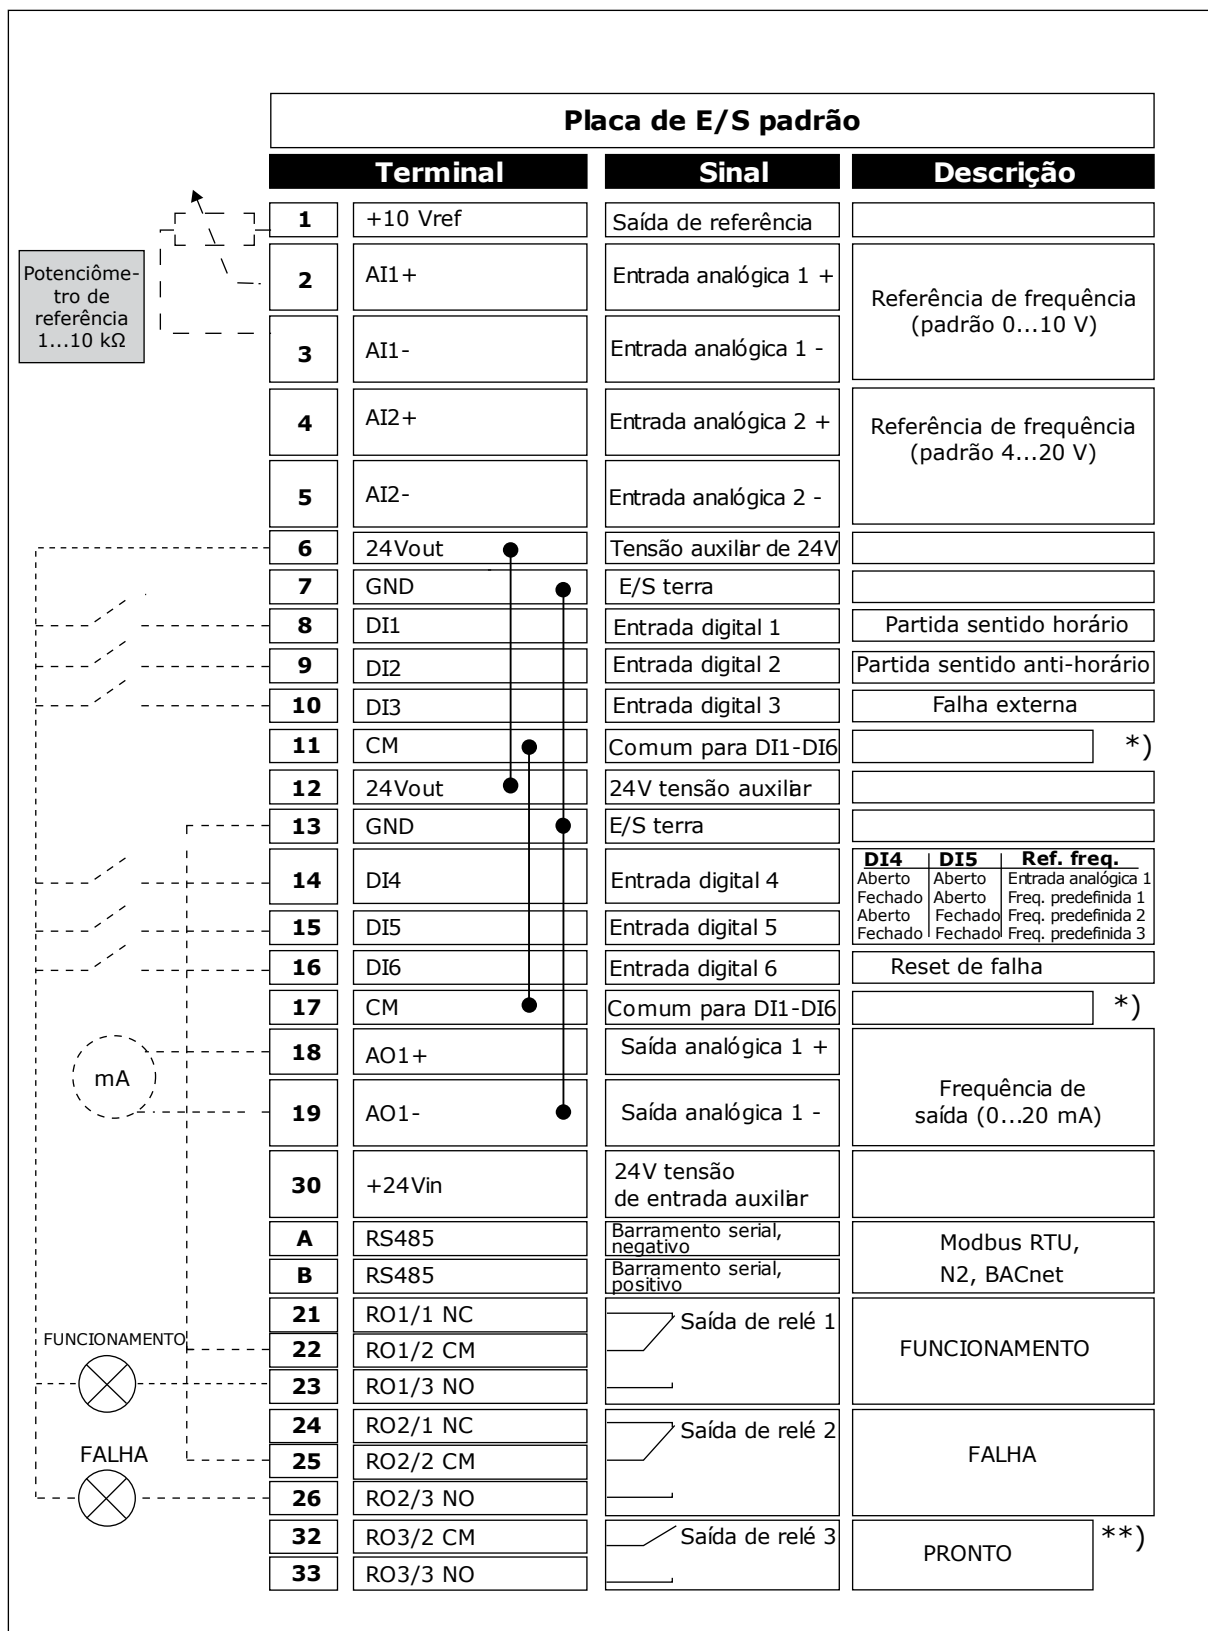 Placa de E/S padrão
Terminal Sinal Descrição
1 +10 Vref Saída de referência
Potenciôme-
tro de
referência
1...10 kΩ
2 AI1+ Entrada analógica 1 +
Referência de frequência
(padrão 0...10 V)
3 AI1- Entrada analógica 1 -
4 AI2+ Entrada analógica 2 +
Referência de frequência
(padrão 4...20 V)
5 AI2- Entrada analógica 2 -
6 24Vout Tensão auxiliar de 24V
7 GND E/S terra
8 DI1 Entrada digital 1 Partida sentido horário
9 DI2 Entrada digital 2 Partida sentido anti-horário
10 DI3 Entrada digital 3 Falha externa
11 CM Comum para DI1-DI6 *)
12 24Vout 24V tensão auxiliar
13 GND E/S terra
14 DI4 Entrada digital 4
DI4 DI5 Ref. freq.
Aberto Aberto Entrada analógica 1
Fechado Aberto Freq. predefinida 1
Aberto Fechado Freq. predefinida 2
Fechado Fechado Freq. predefinida 3
15 DI5 Entrada digital 5
16 DI6 Entrada digital 6 Reset de falha
17 CM Comum para DI1-DI6 *)
18 AO1+ Saída analógica 1 +
mA
Frequência de
saída (0...20 mA)
19 AO1- Saída analógica 1 -
30 +24Vin 24V tensão
de entrada auxiliar
A RS485 Barramento serial,
negativo
Modbus RTU,
N2, BACnet
B RS485 Barramento serial,
positivo
21 RO1/1 NC Saída de relé 1
FUNCIONAMENTO
22 RO1/2 CM FUNCIONAMENTO
23 RO1/3 NO
24 RO2/1 NC Saída de relé 2
FALHA
25 RO2/2 CM FALHA
26 RO2/3 NO
32 RO3/2 CM Saída de relé 3 **)
PRONTO
33 RO3/3 NO